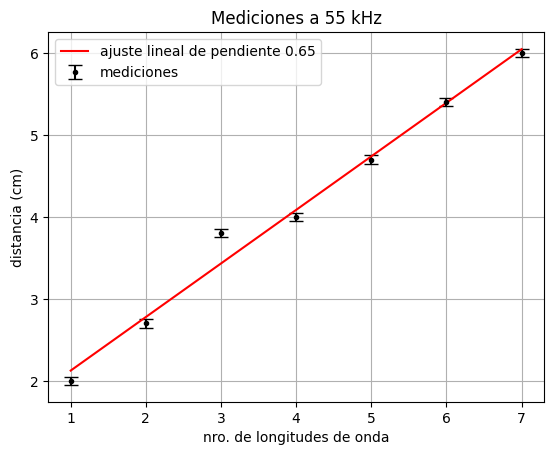 Mediciones a 55 kHz
ajuste lineal de pendiente 0.65
mediciones
distancia (cm)
6
5
4
3
2
1 2 3 4 5 6 7
nro. de longitudes de onda